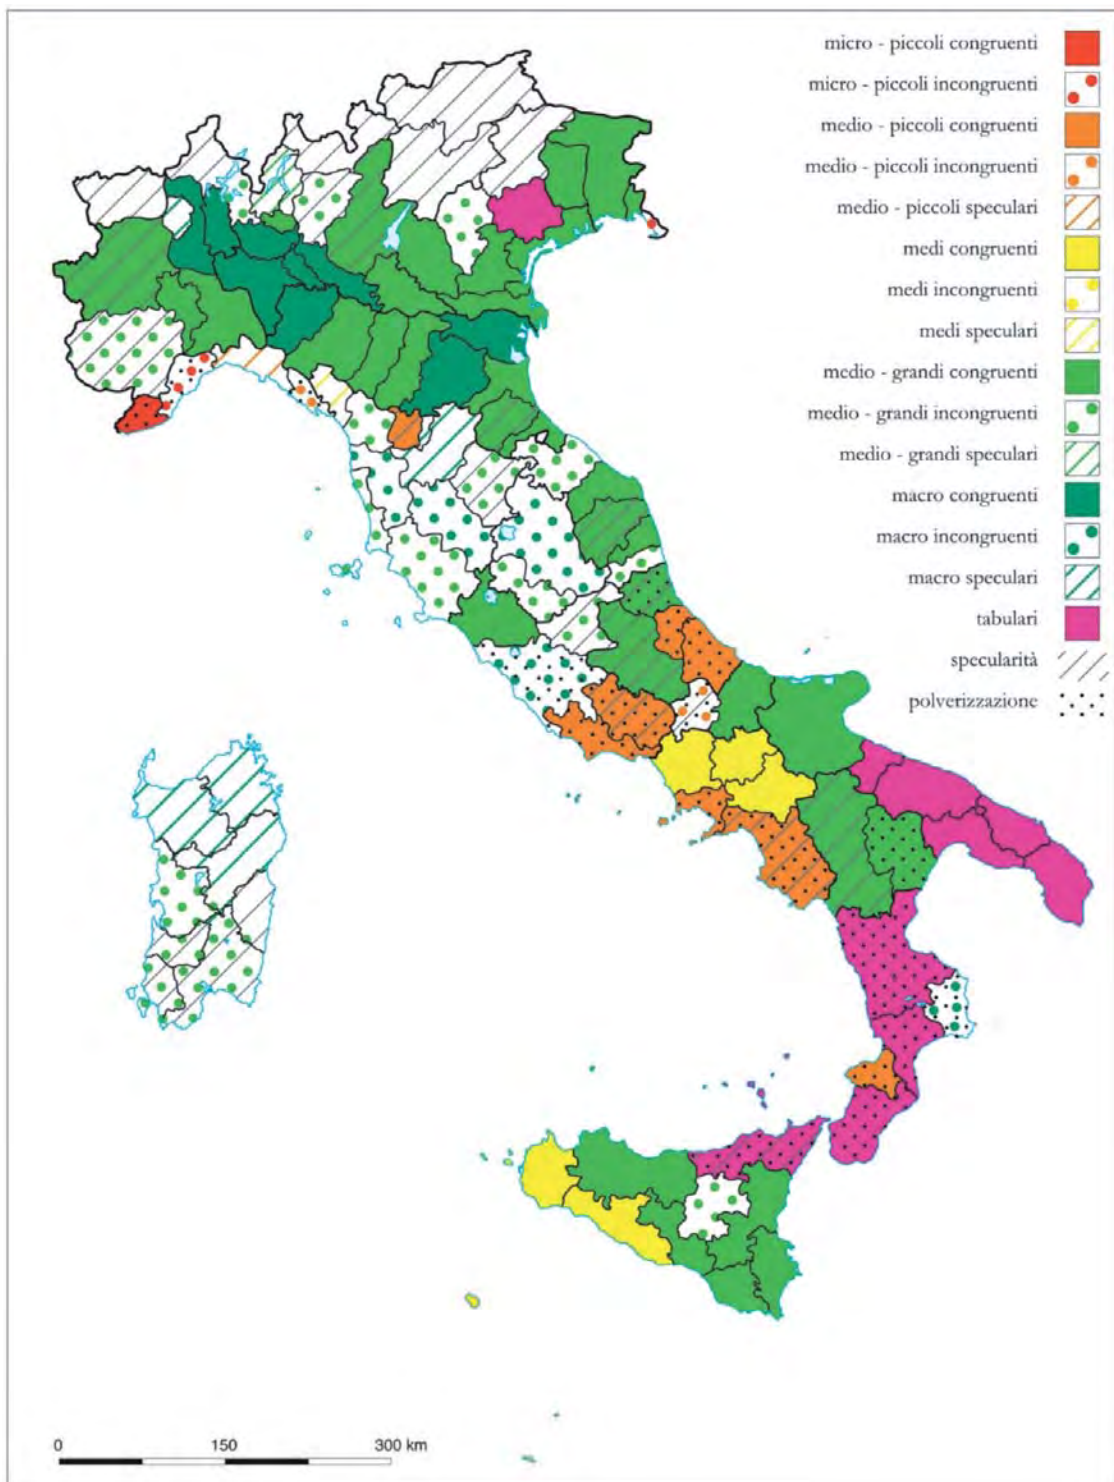 micro - piccoli congruenti
micro - piccoli incongruenti
medio - piccoli congruenti
medio - piccoli incongruenti
medio - piccoli speculari
medi congruenti
medi incongruenti
medi speculari
medio - grandi congruenti
medio - grandi incongruenti
medio - grandi speculari
macro congruenti
macro incongruenti
macro speculari
tabulari
specularità
polverizzazione
0 150 300 km